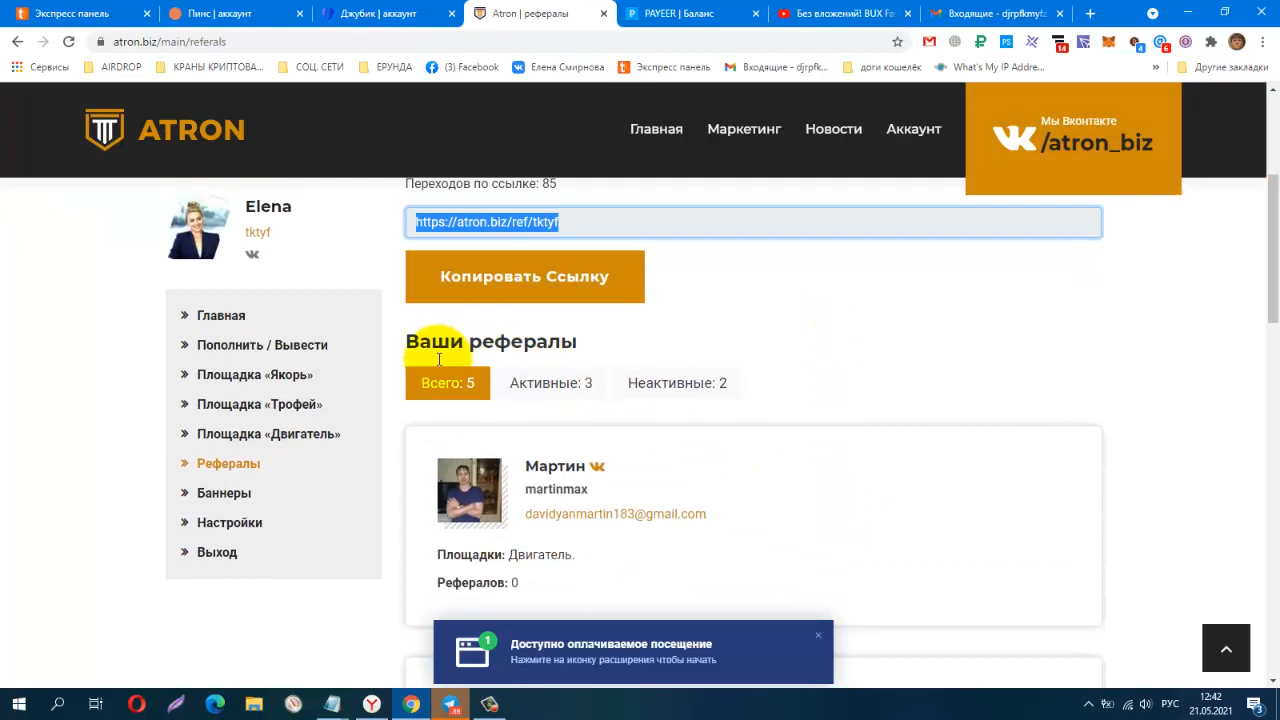 Экспресс панель
Пинс | аккаунт
Джубик | аккаунт
Atron | рефералы
PAYEER | Баланс
Без вложений! BUX Fa
Входящие - djrpfkmyfz
atron.biz/main/referals
14
4
6
Сервисы
AIRDROP
КРАНЫ КРИПТОВА...
СОЦ. СЕТИ
ЕРУНДА
(3) Facebook
Елена Смирнова
Экспресс панель
Входящие - djrpfk...
доги кошелёк
What's My IP Addre...
»
Другие закладки
ATRON
Главная
Маркетинг
Новости
Аккаунт
Мы Вконтакте
/atron_biz
Переходов по ссылке: 85
Elena
tktyf
https://atron.biz/ref/tktyf
Копировать Ссылку
Главная
Пополнить / Вывести
Площадка «Якорь»
Площадка «Трофей»
Площадка «Двигатель»
Рефералы
Баннеры
Настройки
Выход
Ваши рефералы
Всего: 5
Активные: 3
Неактивные: 2
Мартин
martinmax
davidyanmartin183@gmail.com
Площадки: Двигатель.
Рефералов: 0
1
Доступно оплачиваемое посещение
Нажмите на иконку расширения чтобы начать
РУС
12:42
21.05.2021